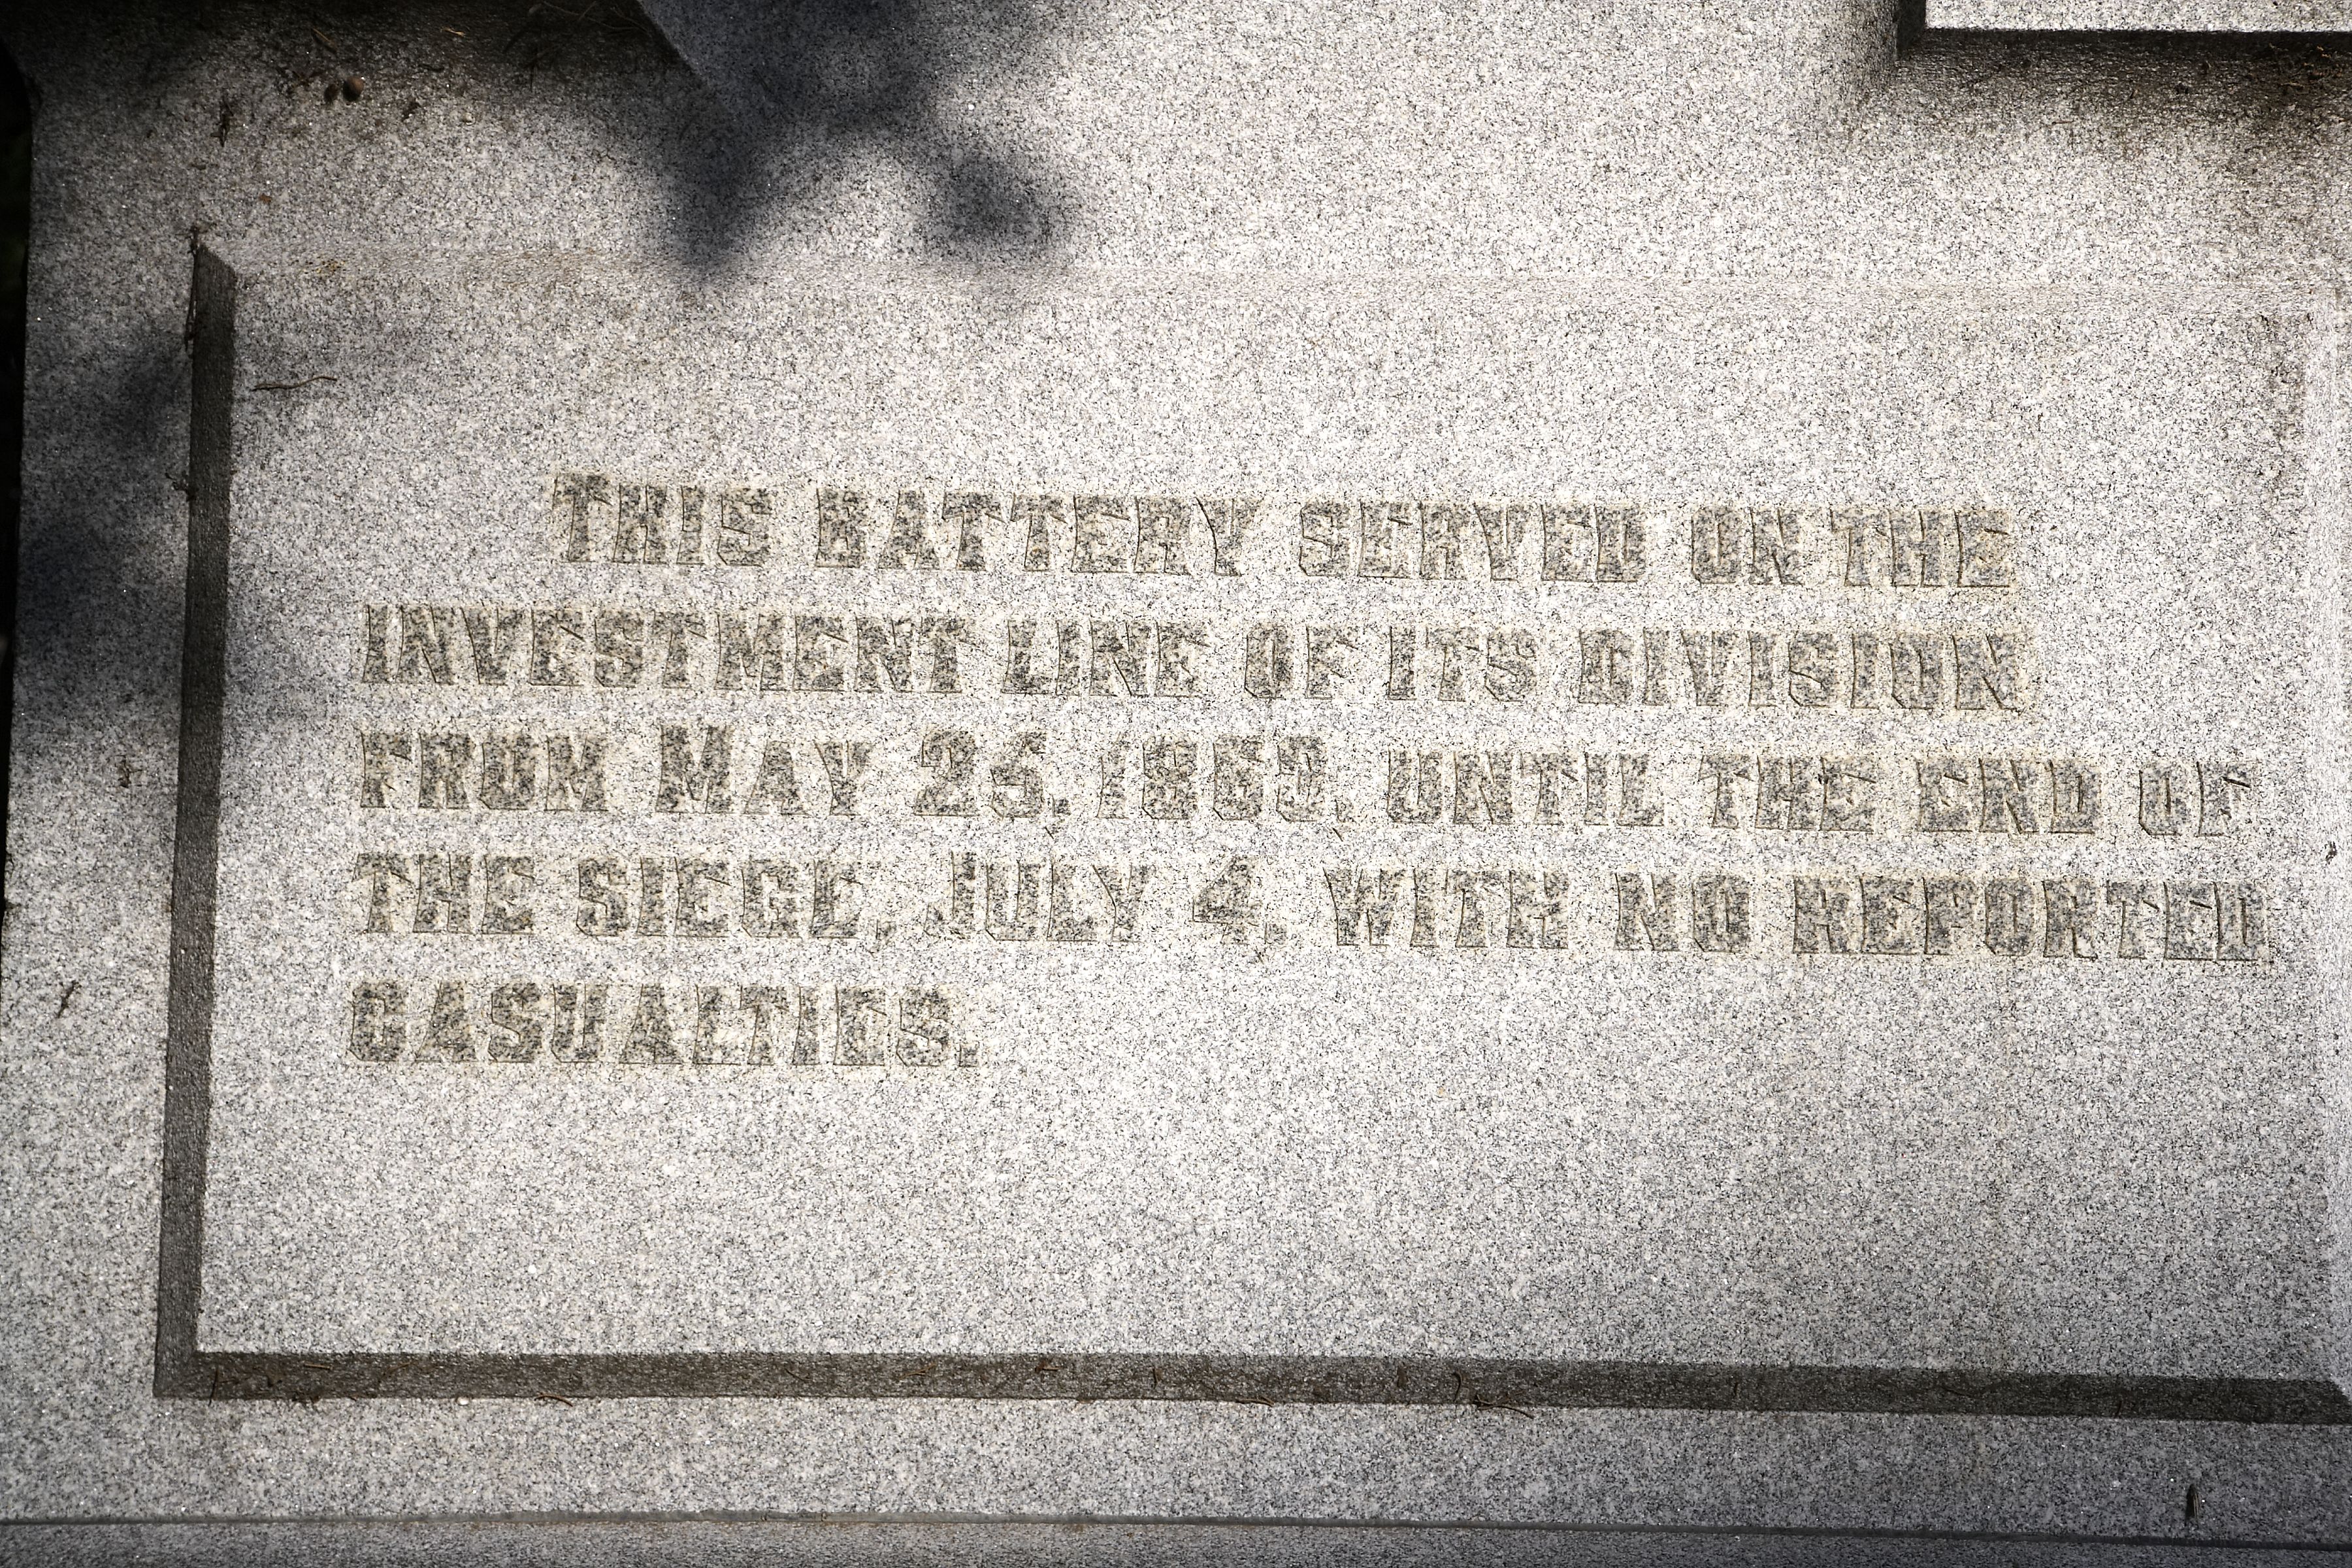 THIS BATTERY SERVED ON THE
INVESTMENT LINE OF ITS DIVISION
FROM MAY 25, 1863, UNTIL THE END OF
THE SIEGE, JULY 4, WITH NO REPORTED
CASUALTIES.